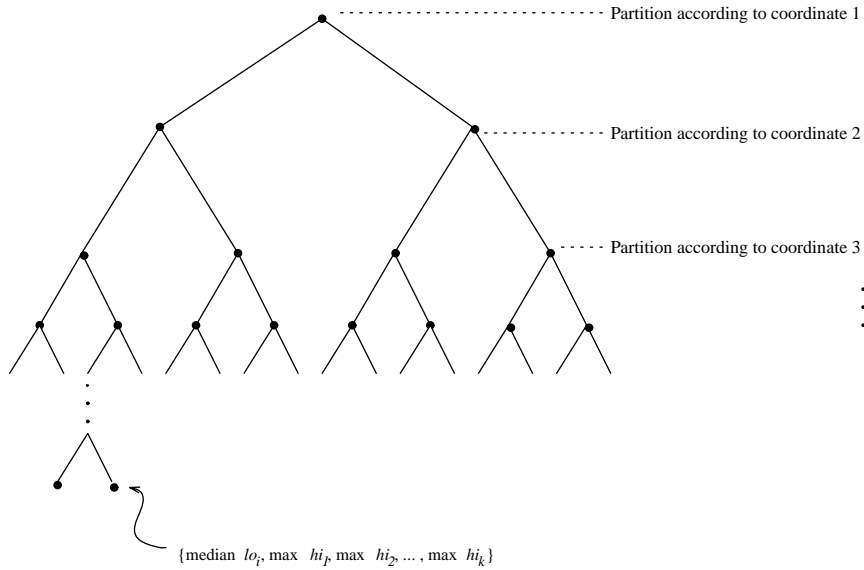 Partition according to coordinate 1
Partition according to coordinate 2
Partition according to coordinate 3
{median lo_i, max hi_1, max hi_2, ... , max hi_k}